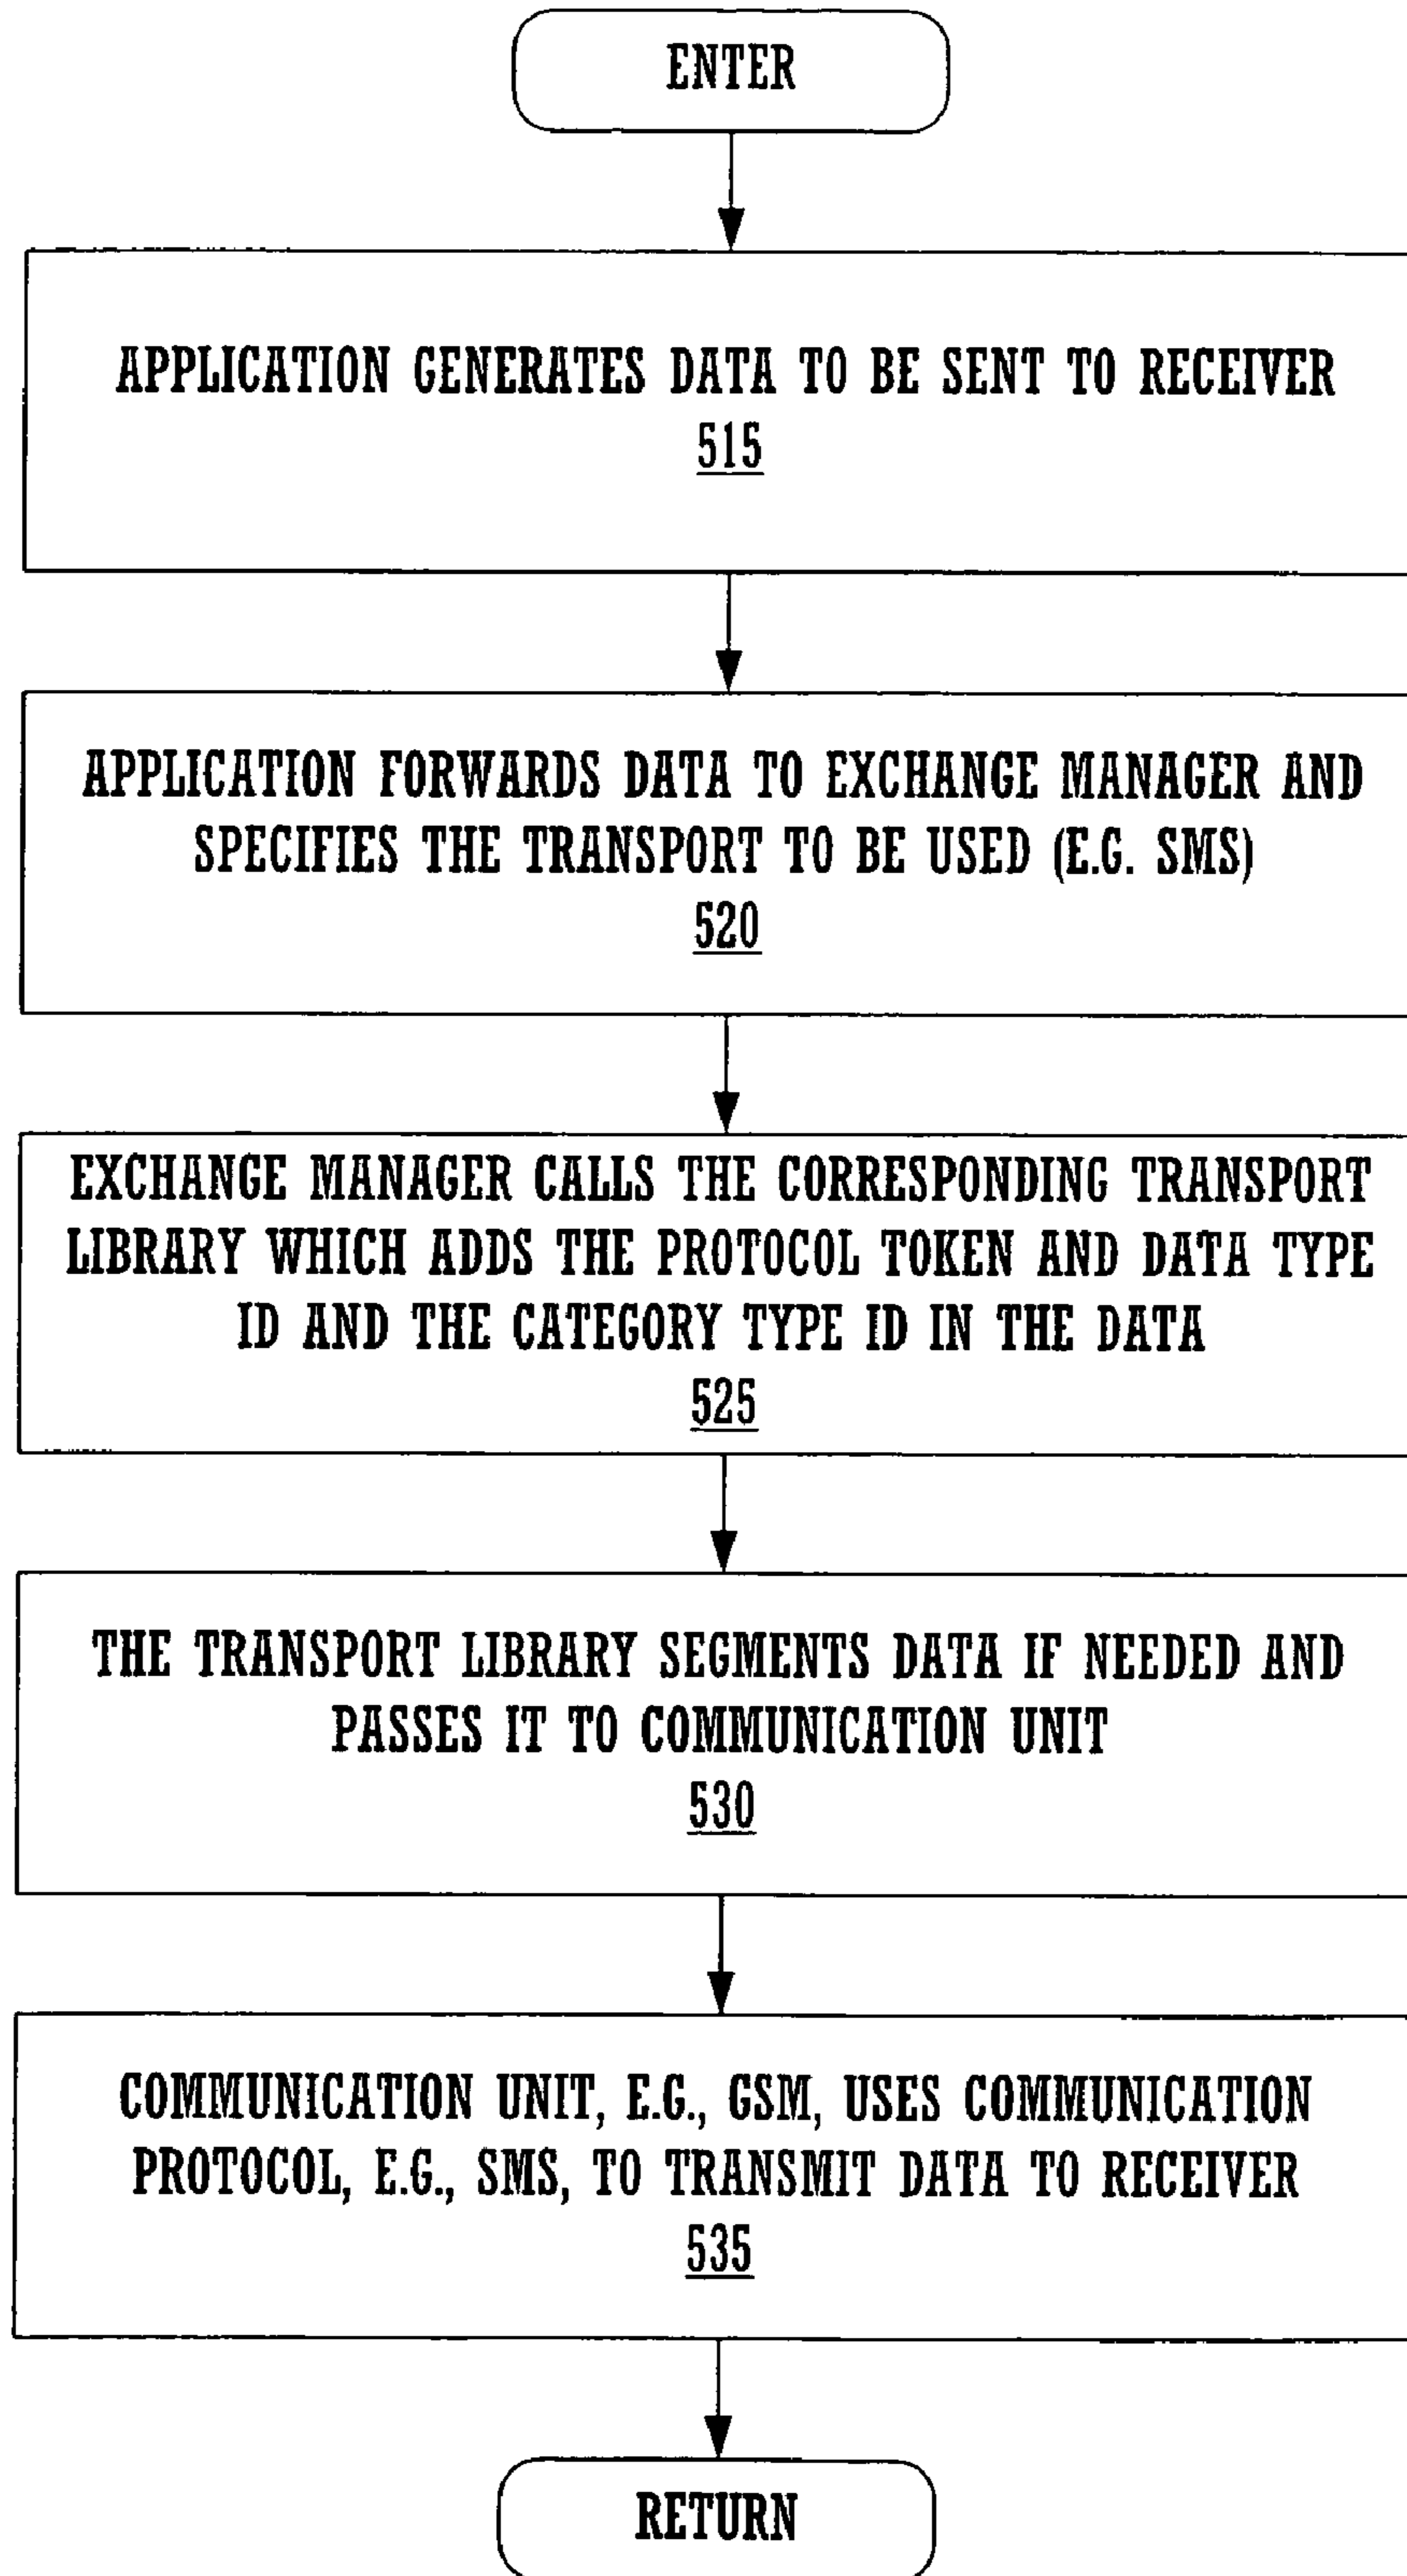 ENTER
APPLICATION GENERATES DATA TO BE SENT TO RECEIVER
515
APPLICATION FORWARDS DATA TO EXCHANGE MANAGER AND
SPECIFIES THE TRANSPORT TO BE USED (E.G. SMS)
520
EXCHANGE MANAGER CALLS THE CORRESPONDING TRANSPORT
LIBRARY WHICH ADDS THE PROTOCOL TOKEN AND DATA TYPE
ID AND THE CATEGORY TYPE ID IN THE DATA
525
THE TRANSPORT LIBRARY SEGMENTS DATA IF NEEDED AND
PASSES IT TO COMMUNICATION UNIT
530
COMMUNICATION UNIT, E.G., GSM, USES COMMUNICATION
PROTOCOL, E.G., SMS, TO TRANSMIT DATA TO RECEIVER
535
RETURN